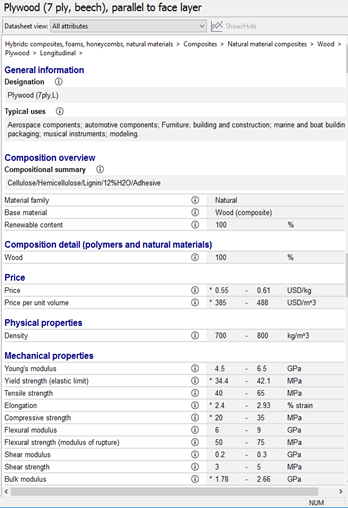 Plywood (7 ply, beech), parallel to face layer
Datasheet view: All attributes Show/Hide
Hybrids: composites, foams, honeycombs, natural materials > Composites > Natural material composites > Wood >
Plywood > Longitudinal >
General information
Designation
Plywood (7ply,L)
Typical uses
Aerospace components; automotive components; Furniture; building and construction; marine and boat buildin
packaging; musical instruments; modeling.
Composition overview
Compositional summary
Cellulose/Hemicellulose/Lignin/12%H2O/Adhesive
Material family Natural
Base material Wood (composite)
Renewable content 100 %
Composition detail (polymers and natural materials)
Wood 100 %
Price
Price * 0.55 - 0.61 USD/kg
Price per unit volume * 385 - 488 USD/m^3
Physical properties
Density 700 - 800 kg/m^3
Mechanical properties
Young's modulus 4.5 - 6.5 GPa
Yield strength (elastic limit) * 34.4 - 42.1 MPa
Tensile strength 40 - 65 MPa
Elongation * 2.4 - 2.93 % strain
Compressive strength * 20 - 35 MPa
Flexural modulus 6 - 9 GPa
Flexural strength (modulus of rupture) 50 - 75 MPa
Shear modulus 0.2 - 0.3 GPa
Shear strength 3 - 5 MPa
Bulk modulus * 1.78 - 2.66 GPa
NUM